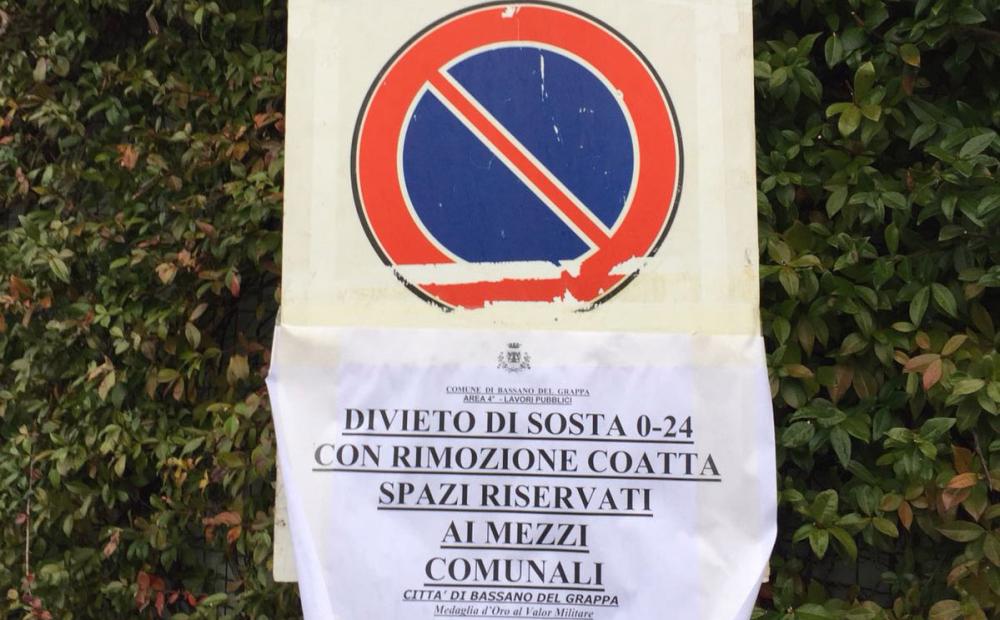 COMUNE DI BASSANO DEL GRAPPA
AREA 4° - LAVORI PUBBLICI
DIVIETO DI SOSTA 0-24
CON RIMOZIONE COATTA
SPAZI RISERVATI
AI MEZZI
COMUNALI
CITTA' DI BASSANO DEL GRAPPA
Medaglia d'Oro al Valor Militare